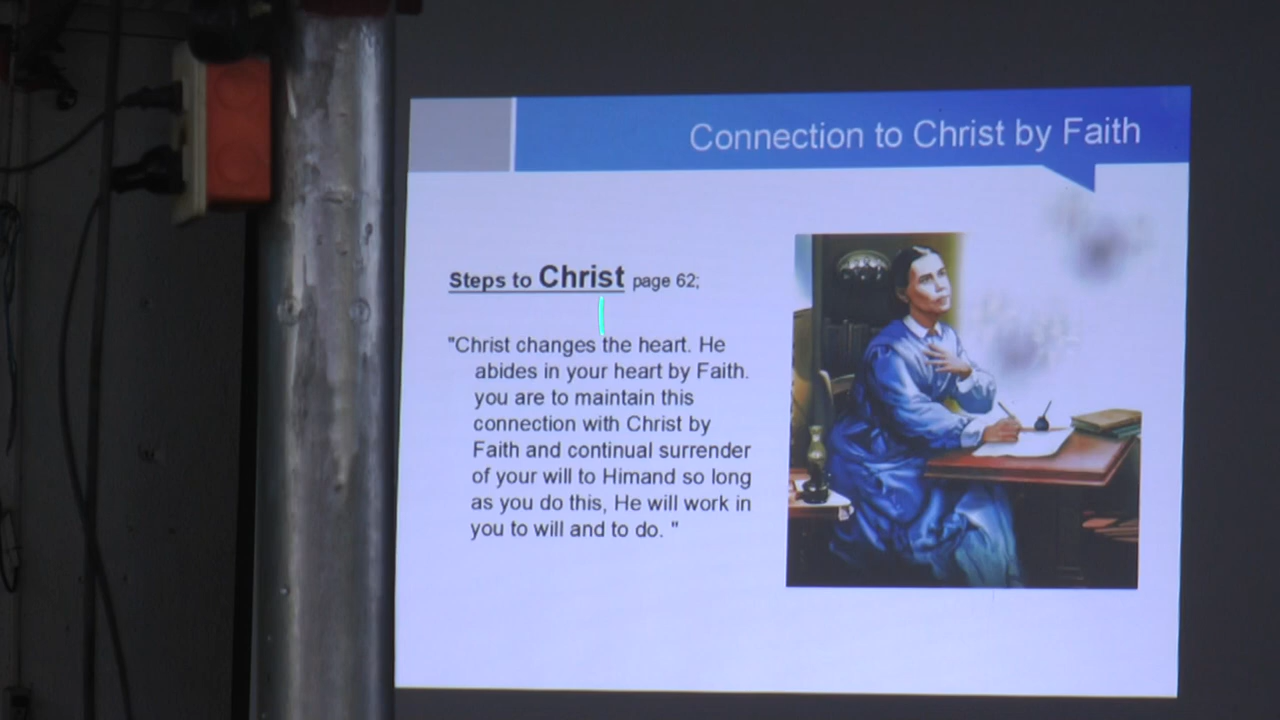 Connection to Christ by Faith
Steps to Christ page 62;
"Christ changes the heart. He
abides in your heart by Faith.
you are to maintain this
connection with Christ by
Faith and continual surrender
of your will to Himand so long
as you do this, He will work in
you to will and to do. "